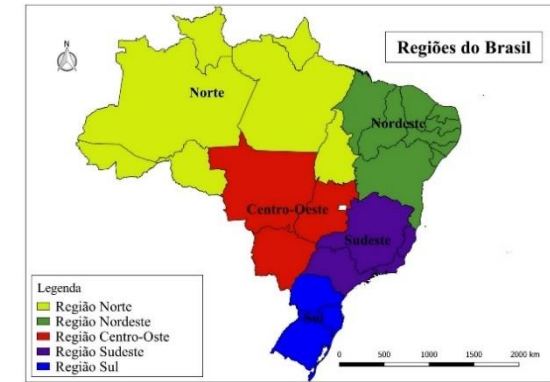 Regiões do Brasil
N
Norte
Nordeste
Centro-Oeste
Sudeste
Sul
Legenda
Região Norte
Região Nordeste
Região Centro-Oste
Região Sudeste
Região Sul
0 500 1000 1500 2000 km